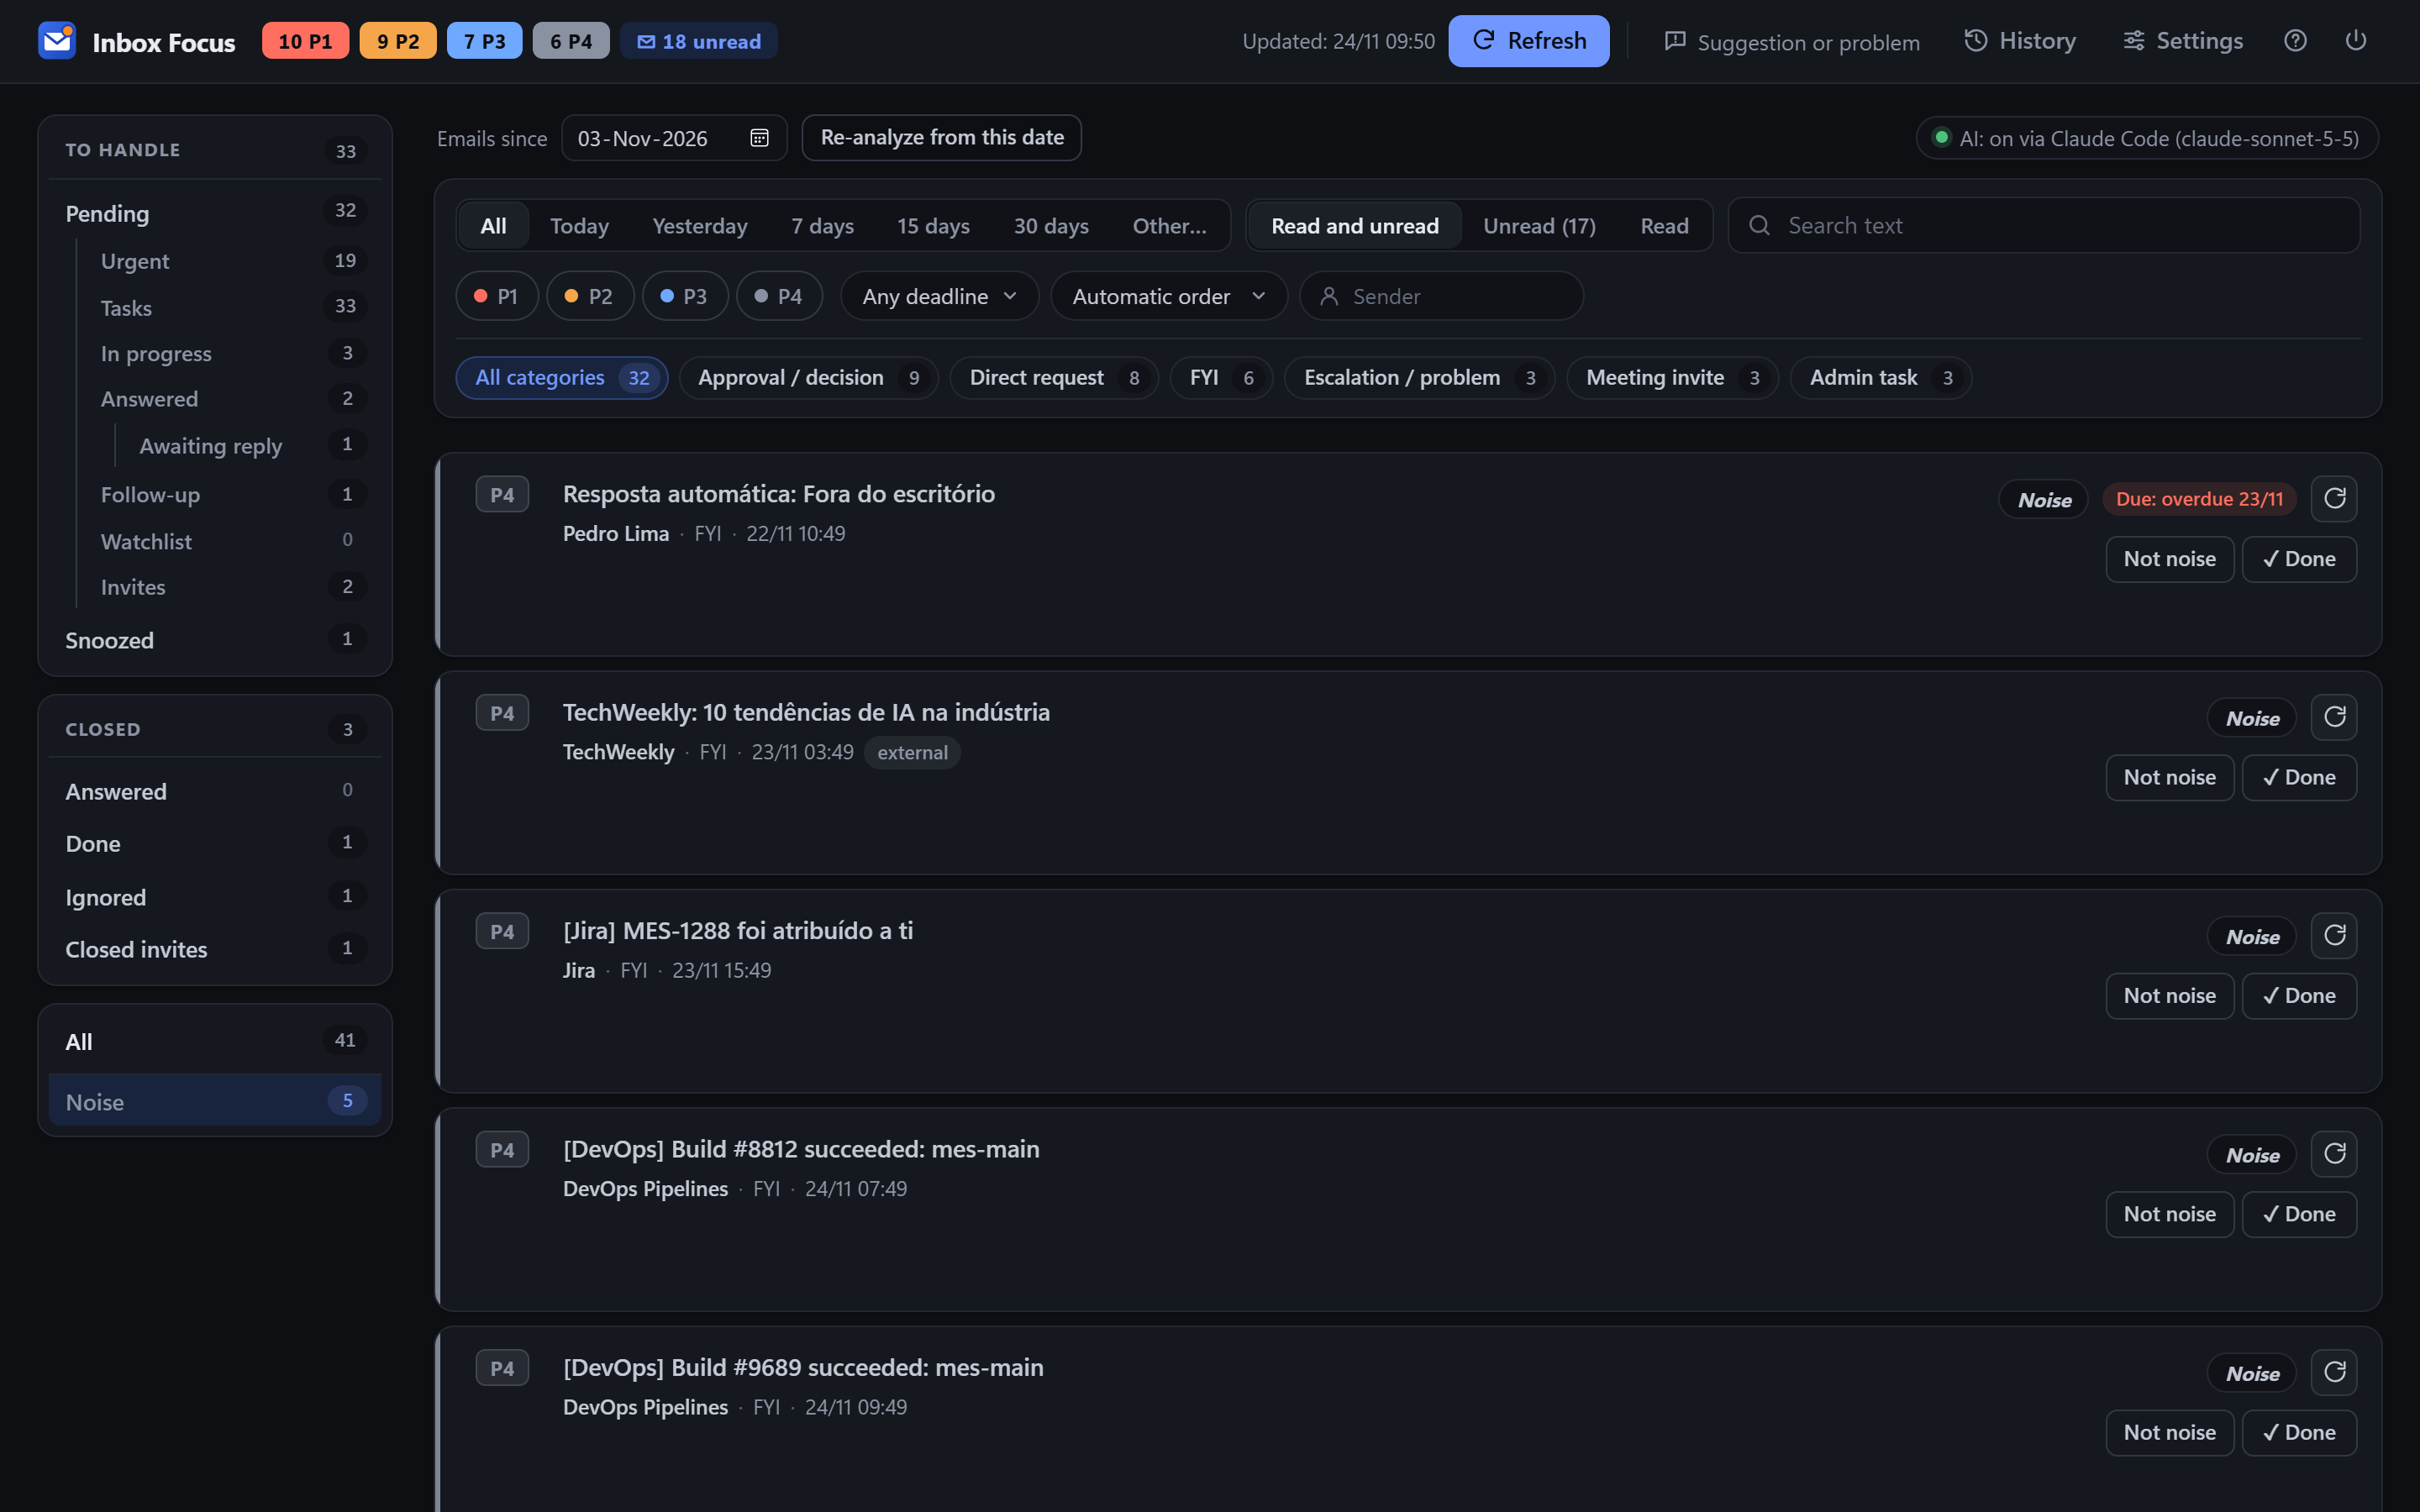 Inbox Focus 10 P1 9 P2 7 P3 6 P4 18 unread Updated: 24/11 09:50 Refresh Suggestion or problem History Settings
TO HANDLE 33
Pending 32
Urgent 19
Tasks 33
In progress 3
Answered 2
Awaiting reply 1
Follow-up 1
Watchlist 0
Invites 2
Snoozed 1
CLOSED 3
Answered 0
Done 1
Ignored 1
Closed invites 1
All 41
Noise 5
Emails since 03-Nov-2026 Re-analyze from this date AI: on via Claude Code (claude-sonnet-5-5)
All Today Yesterday 7 days 15 days 30 days Other... Read and unread Unread (17) Read Search text
P1 P2 P3 P4 Any deadline Automatic order Sender
All categories 32 Approval / decision 9 Direct request 8 FYI 6 Escalation / problem 3 Meeting invite 3 Admin task 3
P4 Resposta automática: Fora do escritório Noise Due: overdue 23/11
Pedro Lima · FYI · 22/11 10:49
Not noise ✓ Done
P4 TechWeekly: 10 tendências de IA na indústria Noise
TechWeekly · FYI · 23/11 03:49 external
Not noise ✓ Done
P4 [Jira] MES-1288 foi atribuído a ti Noise
Jira · FYI · 23/11 15:49
Not noise ✓ Done
P4 [DevOps] Build #8812 succeeded: mes-main Noise
DevOps Pipelines · FYI · 24/11 07:49
Not noise ✓ Done
P4 [DevOps] Build #9689 succeeded: mes-main Noise
DevOps Pipelines · FYI · 24/11 09:49
Not noise ✓ Done